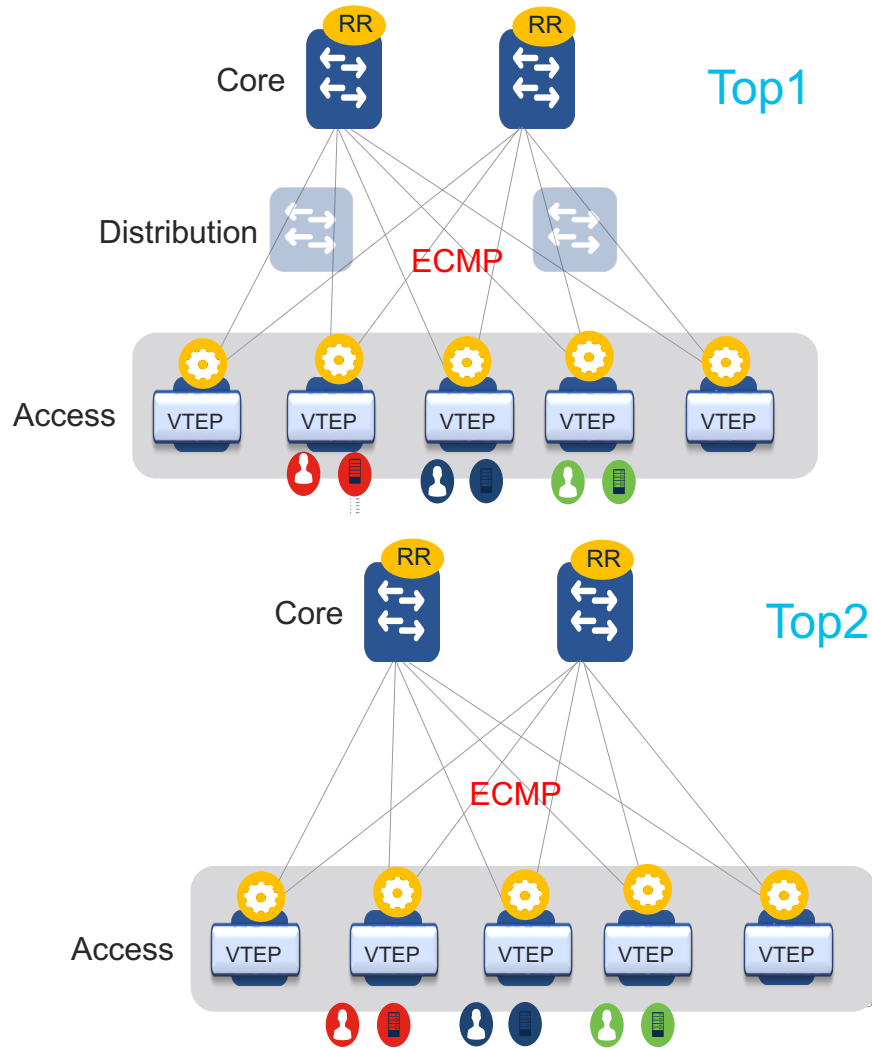 RR RR
Core
Top1
Distribution
ECMP
Access
VTEP VTEP VTEP VTEP VTEP
RR RR
Core
Top2
ECMP
Access
VTEP VTEP VTEP VTEP VTEP